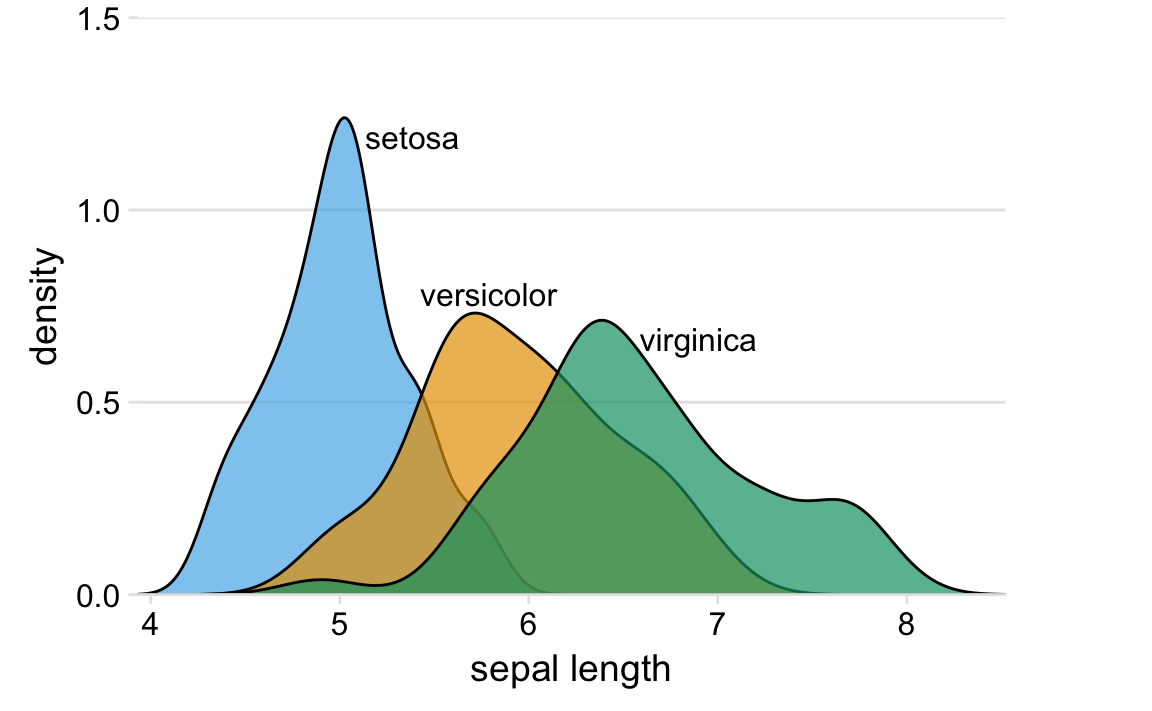 1.5
setosa
1.0
versicolor
virginica
density
0.5
0.0
4 5 6 7 8
sepal length